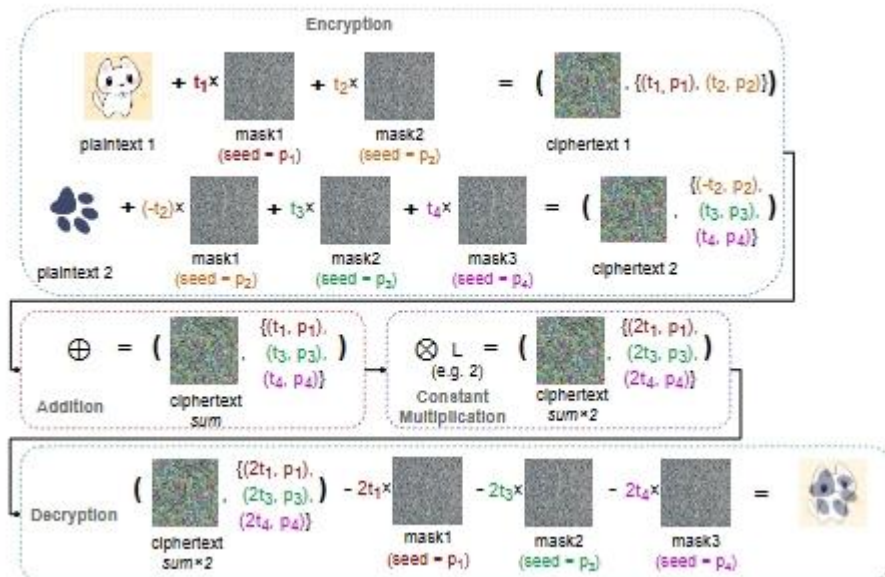 Encryption
+ t₁× + t₂× = ( , {(t₁, p₁), (t₂, p₂)})
plaintext 1
mask1
(seed = p₁)
mask2
(seed = p₂)
ciphertext 1
+ (-t₂)× + t₃× + t₄× = ( , {(-t₂, p₂),
(t₃, p₃),
(t₄, p₄)} )
plaintext 2
mask1
(seed = p₂)
mask2
(seed = p₃)
mask3
(seed = p₄)
ciphertext 2
⊕ = ( , {(t₁, p₁),
(t₃, p₃),
(t₄, p₄)} )
Addition
ciphertext
sum
⊗ L = ( , {(2t₁, p₁),
(e.g. 2)
(2t₃, p₃),
(2t₄, p₄)} )
Constant
Multiplication
ciphertext
sum×2
Decryption
( , {(2t₁, p₁),
(2t₃, p₃),
(2t₄, p₄)} ) - 2t₁× - 2t₃× - 2t₄× =
ciphertext
sum×2
mask1
(seed = p₁)
mask2
(seed = p₃)
mask3
(seed = p₄)